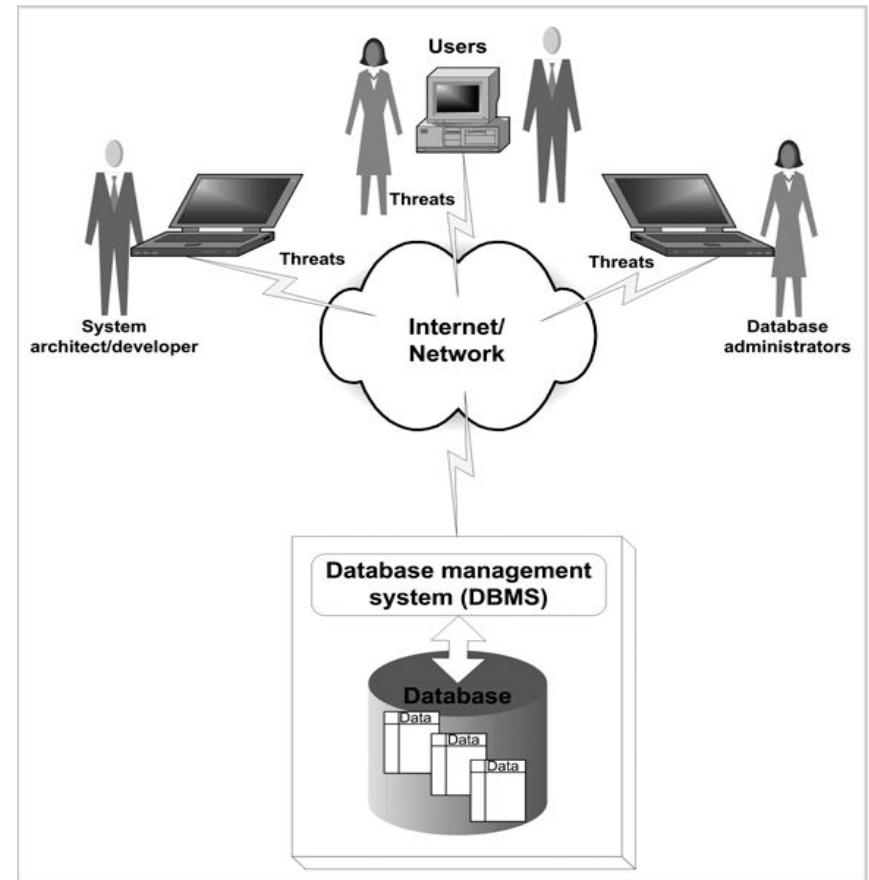 Users
Threats
Threats
Threats
System
architect/developer
Internet/
Network
Database
administrators
Database management
system (DBMS)
Database
Data
Data
Data